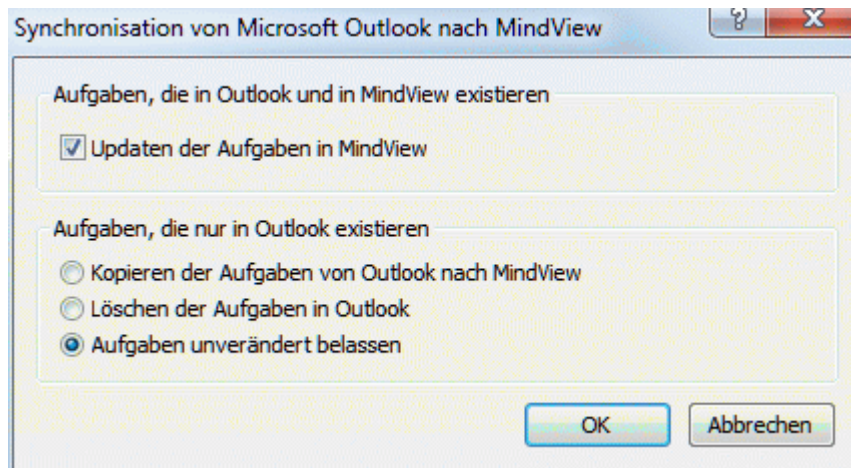 Synchronisation von Microsoft Outlook nach MindView
Aufgaben, die in Outlook und in MindView existieren
Updaten der Aufgaben in MindView
Aufgaben, die nur in Outlook existieren
Kopieren der Aufgaben von Outlook nach MindView
Löschen der Aufgaben in Outlook
Aufgaben unverändert belassen
OK Abbrechen